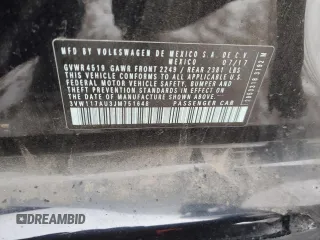 MFD BY VOLKSWAGEN DE MEXICO S.A. DE C.V.
MEXICO 07/17
GVWR 4519 GAWR FRONT 2249 / REAR 2381 LBS
THIS VEHICLE CONFORMS TO ALL APPLICABLE U.S.
FEDERAL MOTOR VEHICLE SAFETY, BUMPER, AND
THEFT PREVENTION STANDARDS IN EFFECT ON THE
DATE OF MANUFACTURE SHOWN ABOVE.
3VW117AU3JM751648 PASSENGER CAR
© DREAMBID
DREAMBID